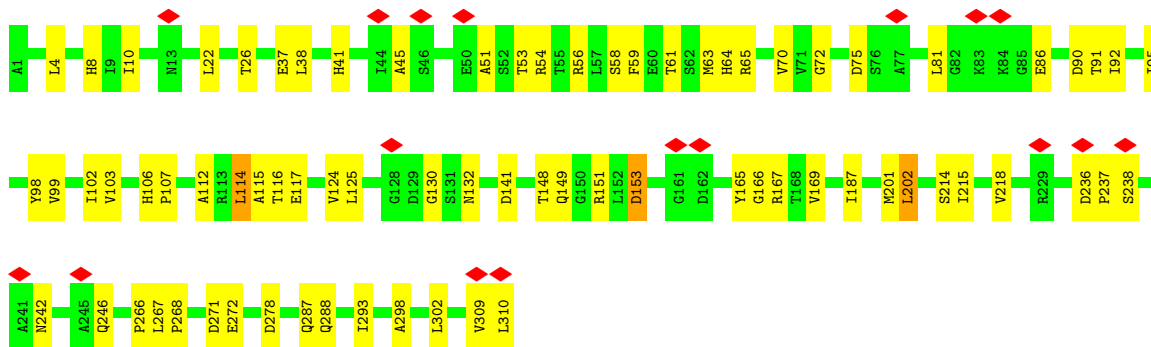 A1 L4 H8 I9 I10 N13 L22 T26 E37 L38 H41 I44 A45 S46 E50 A51 S52 T53 R54 T55 R56 L57 S58 F59 E60 T61 S62 M63 H64 R65 V70 V71 G72 D75 S76 A77 L81 G82 K83 K84 G85 E86 D90 T91 I92
Y98 V99 I102 V103 H106 P107 A112 R113 L114 A115 T116 E117 V124 L125 G128 D129 G130 S131 N132 D141 T148 Q149 G150 R151 L152 D153 G161 D162 Y165 G166 R167 T168 V169 I187 M201 L202 S214 I215 V218 R229 D236 P237 S238
A241 N242 A245 Q246 P266 L267 P268 D271 E272 D278 Q287 Q288 I293 A298 L302 V309 L310